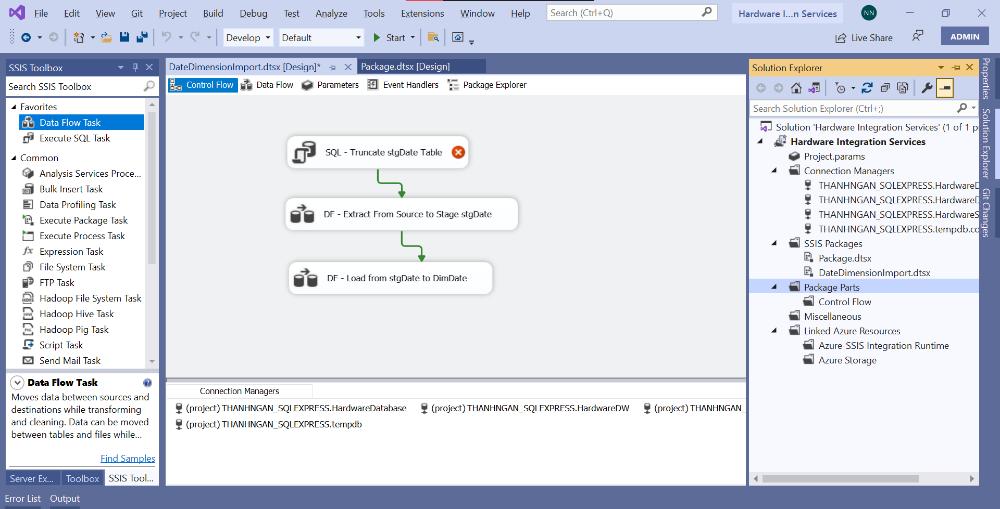 File Edit View Git Project Build Debug Test Analyze Tools Extensions Window Help Search (Ctrl+Q) Hardware I...n Services NN
Develop Default Start Live Share ADMIN
SSIS Toolbox
Search SSIS Toolbox
Favorites
Data Flow Task
Execute SQL Task
Common
Analysis Services Proce...
Bulk Insert Task
Data Profiling Task
Execute Package Task
Execute Process Task
fx Expression Task
File System Task
FTP Task
HDFS Hadoop File System Task
HIVE Hadoop Hive Task
PIG Hadoop Pig Task
Script Task
Send Mail Task
Data Flow Task
Moves data between sources and
destinations while transforming
and cleaning. Data can be moved
between tables and files while...
Find Samples
Server Ex... Toolbox SSIS Tool...
DateDimensionImport.dtsx [Design]* Package.dtsx [Design]
Control Flow Data Flow Parameters Event Handlers Package Explorer
SQL - Truncate stgDate Table
DF - Extract From Source to Stage stgDate
DF - Load from stgDate to DimDate
Connection Managers
(project) THANHNGAN_SQLEXPRESS.HardwareDatabase (project) THANHNGAN_SQLEXPRESS.HardwareDW (project) THANHNGAN_
(project) THANHNGAN_SQLEXPRESS.tempdb
Solution Explorer
Search Solution Explorer (Ctrl+;)
Solution 'Hardware Integration Services' (1 of 1 p
Hardware Integration Services
Project.params
Connection Managers
THANHNGAN_SQLEXPRESS.HardwareD
THANHNGAN_SQLEXPRESS.HardwareD
THANHNGAN_SQLEXPRESS.HardwareS
THANHNGAN_SQLEXPRESS.tempdb.co
SSIS Packages
Package.dtsx
DateDimensionImport.dtsx
Package Parts
Control Flow
Miscellaneous
Linked Azure Resources
Azure-SSIS Integration Runtime
Azure Storage
Properties
Solution Explorer
Git Changes
Error List Output